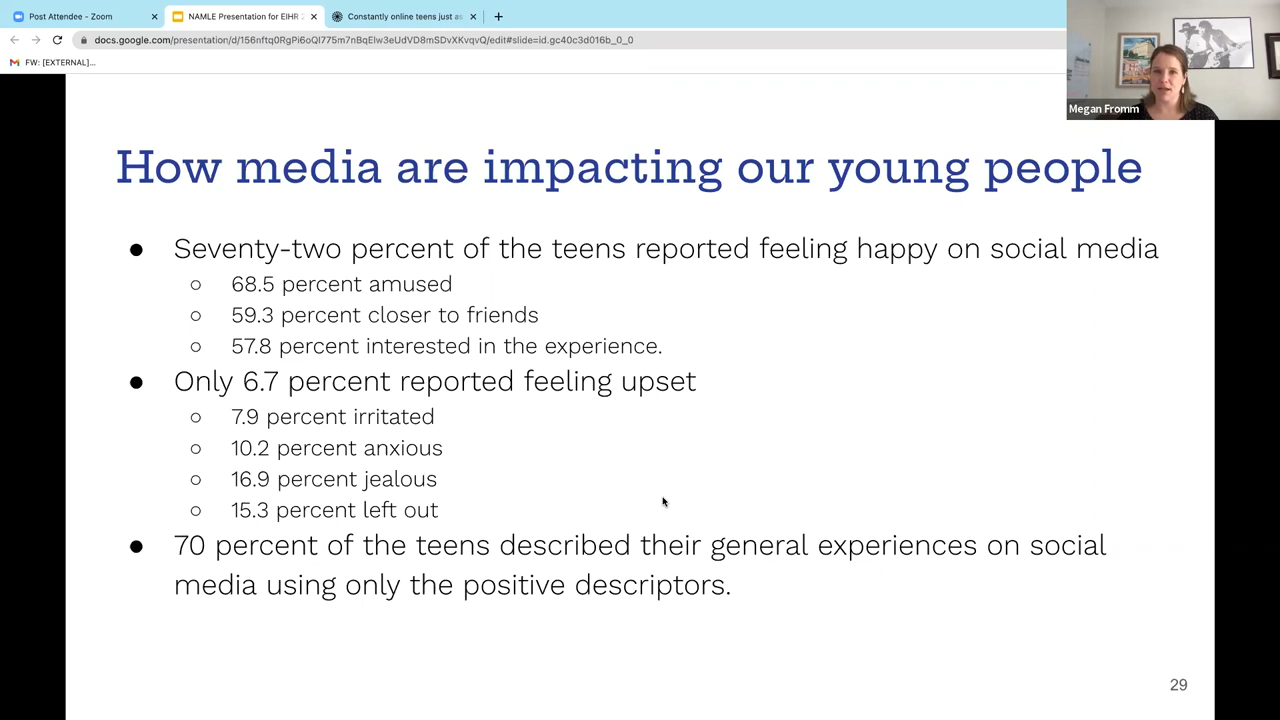 Post Attendee - Zoom
NAMLE Presentation for EIHR 2
Constantly online teens just as
docs.google.com/presentation/d/156nftq0RgPi6oQI775m7nBqEIw3eUdVD8mSDvXKvqvQ/edit#slide=id.gc40c3d016b_0_0
FW: [EXTERNAL]...
Megan Fromm
How media are impacting our young people
● Seventy-two percent of the teens reported feeling happy on social media
○ 68.5 percent amused
○ 59.3 percent closer to friends
○ 57.8 percent interested in the experience.
● Only 6.7 percent reported feeling upset
○ 7.9 percent irritated
○ 10.2 percent anxious
○ 16.9 percent jealous
○ 15.3 percent left out
● 70 percent of the teens described their general experiences on social
media using only the positive descriptors.
29